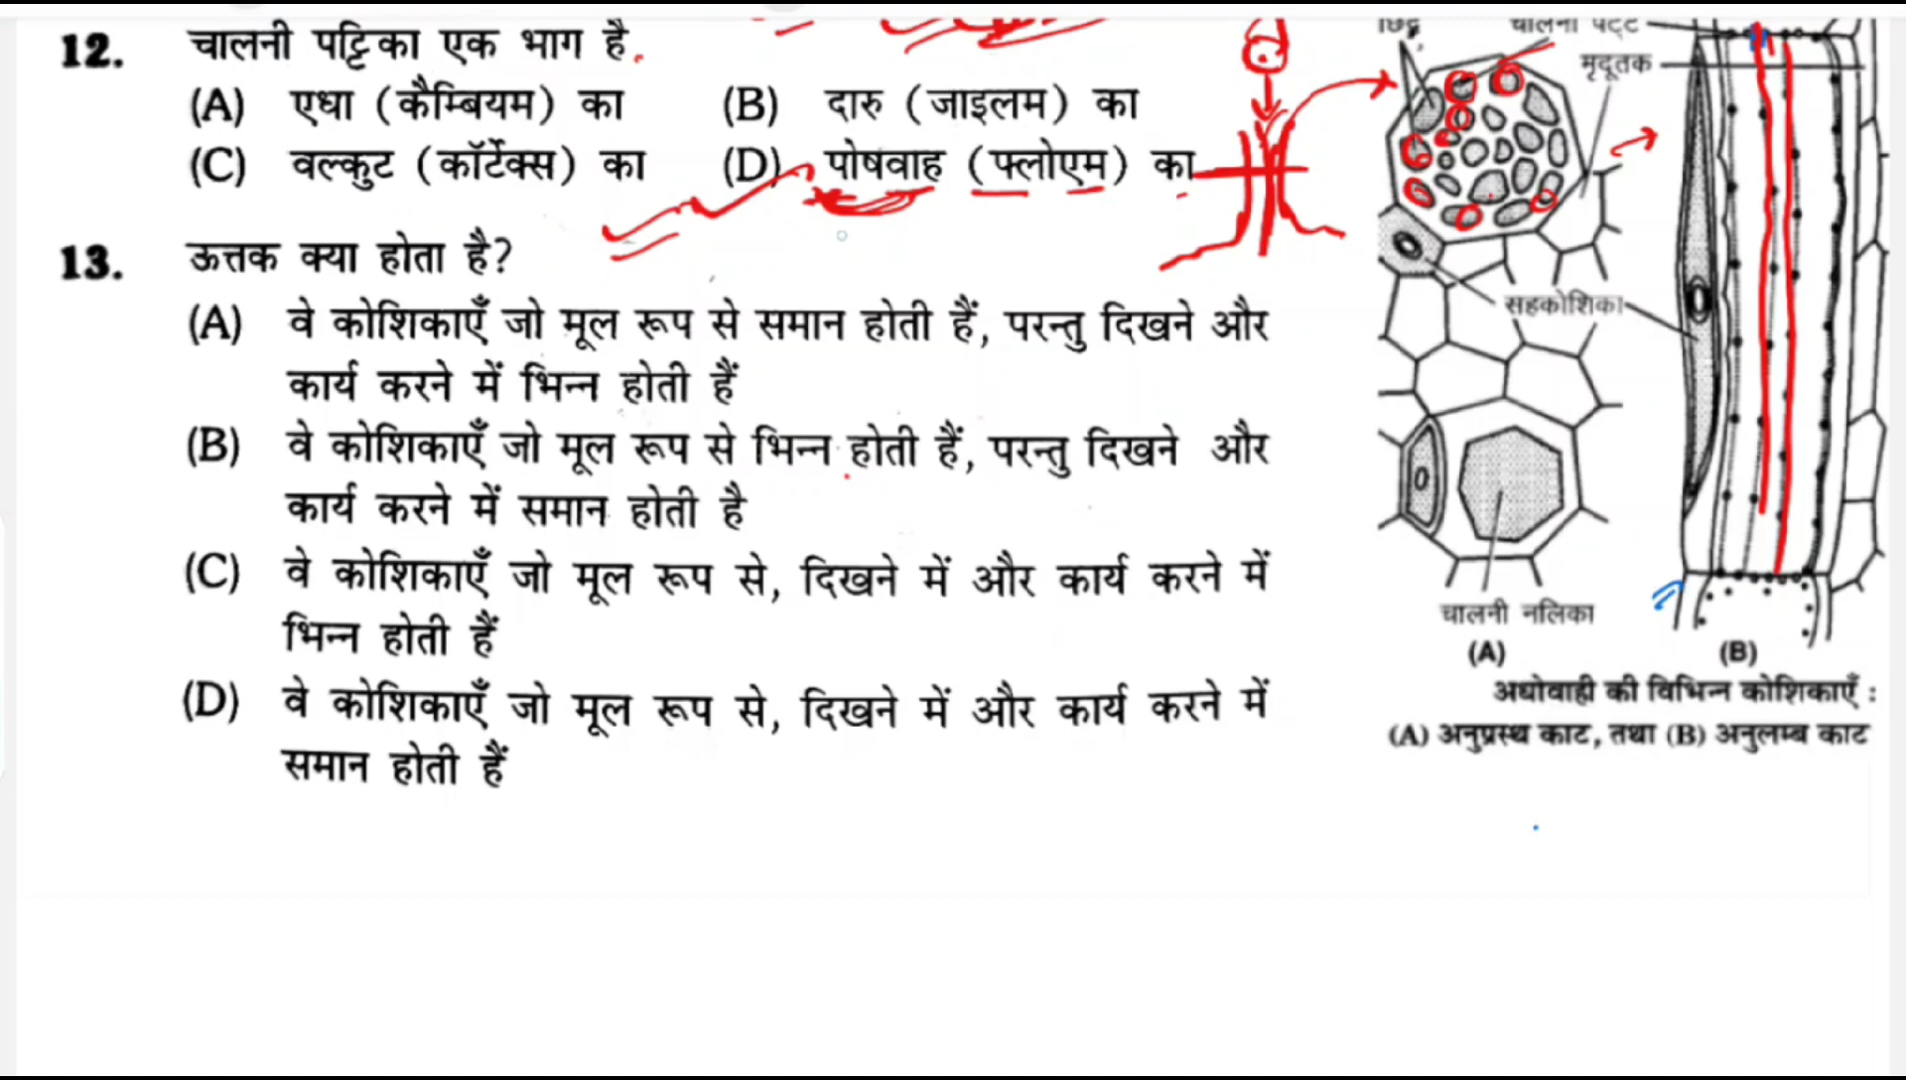 12. चालनी पट्टिका एक भाग है.
(A) एधा (कैम्बियम) का (B) दारु (जाइलम) का
(C) वल्कुट (कॉर्टेक्स) का (D) पोषवाह (फ्लोएम) का
13. ऊत्तक क्या होता है?
(A) वे कोशिकाएँ जो मूल रूप से समान होती हैं, परन्तु दिखने और
कार्य करने में भिन्न होती हैं
(B) वे कोशिकाएँ जो मूल रूप से भिन्न होती हैं, परन्तु दिखने और
कार्य करने में समान होती है
(C) वे कोशिकाएँ जो मूल रूप से, दिखने में और कार्य करने में
भिन्न होती हैं
(D) वे कोशिकाएँ जो मूल रूप से, दिखने में और कार्य करने में
समान होती हैं
मृदूतक
सहकोशिका
चालनी नलिका
(A) (B)
अधोवाही की विभिन्न कोशिकाएँ :
(A) अनुप्रस्थ काट, तथा (B) अनुलम्ब काट